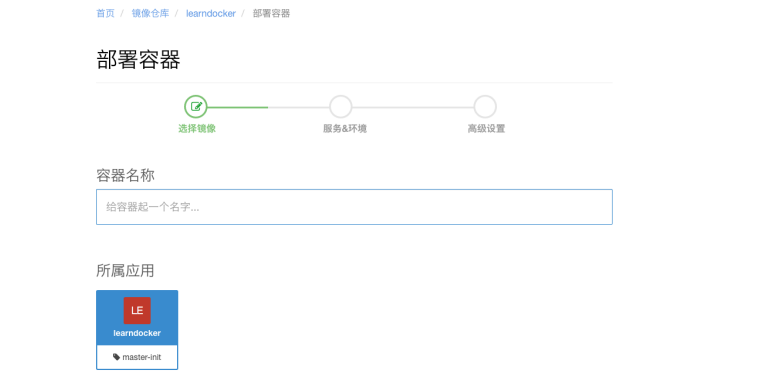 首页 / 镜像仓库 / learndocker / 部署容器
部署容器
选择镜像 服务&环境 高级设置
容器名称
给容器起一个名字...
所属应用
LE
learndocker
master-init